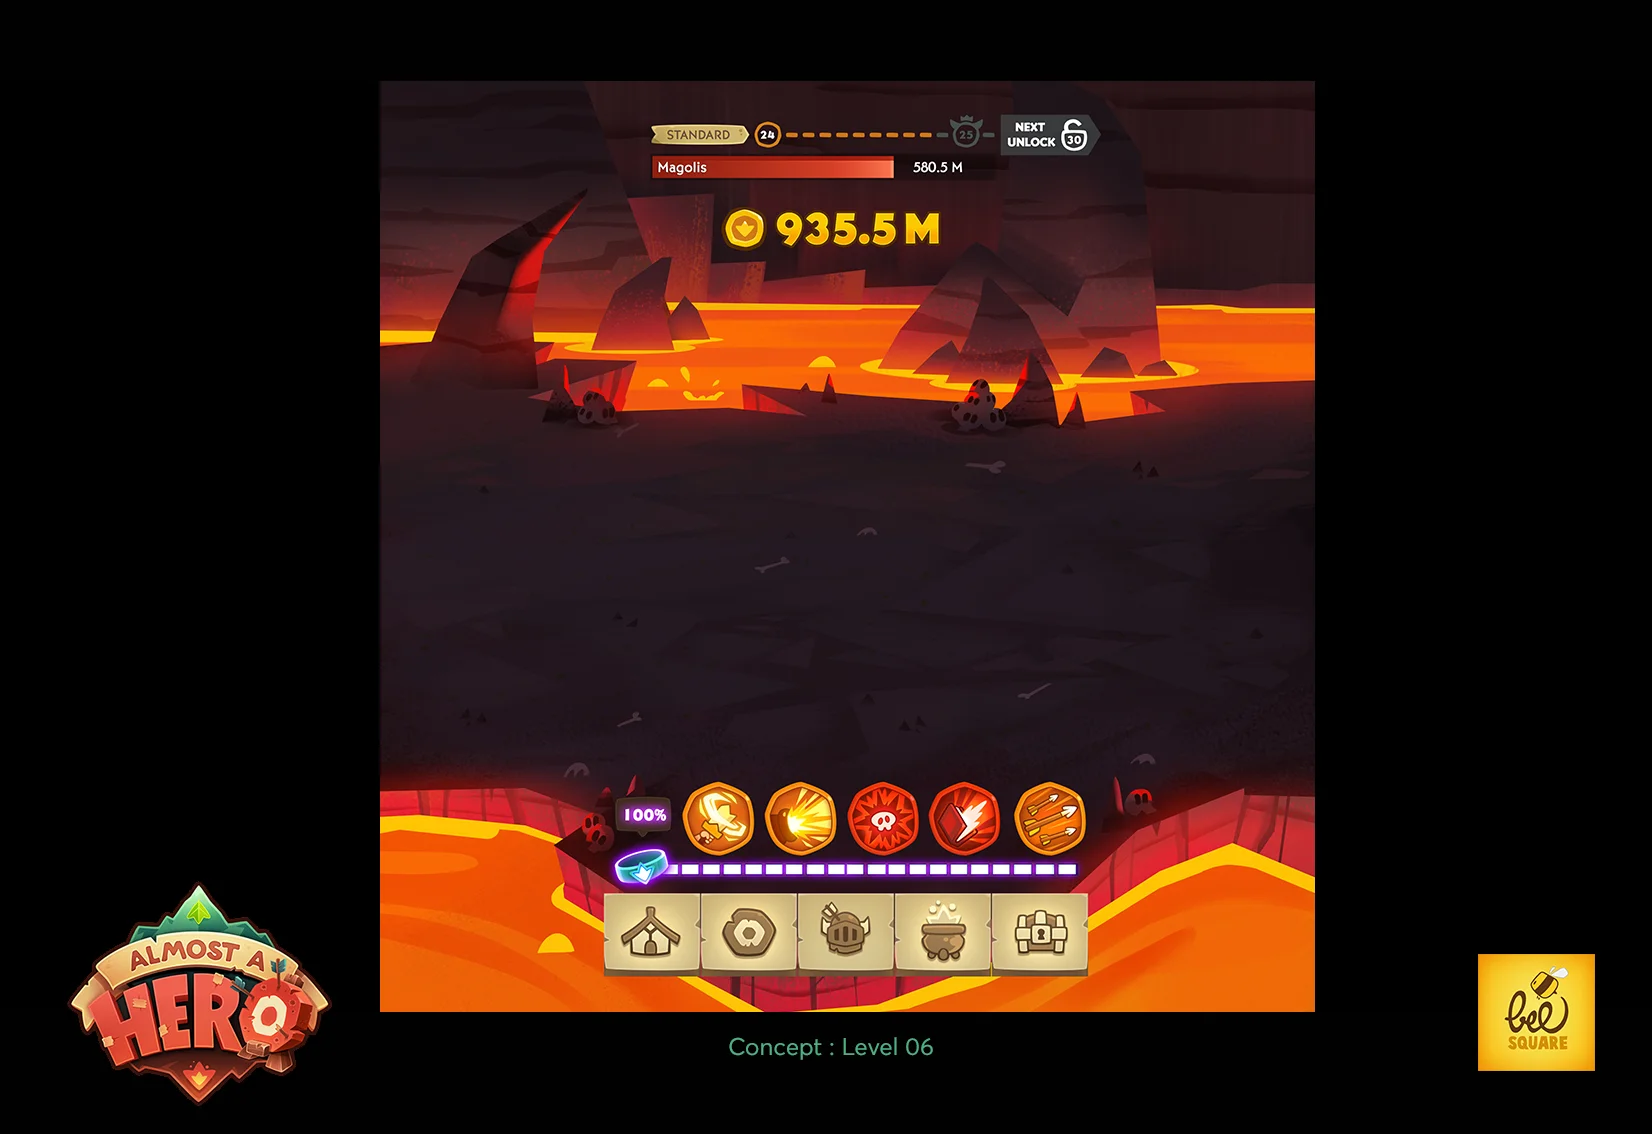 STANDARD
24
25
NEXT
UNLOCK
30
Magolis
580.5 M
935.5 M
100%
ALMOST A
HERO
Concept : Level 06
bee
SQUARE